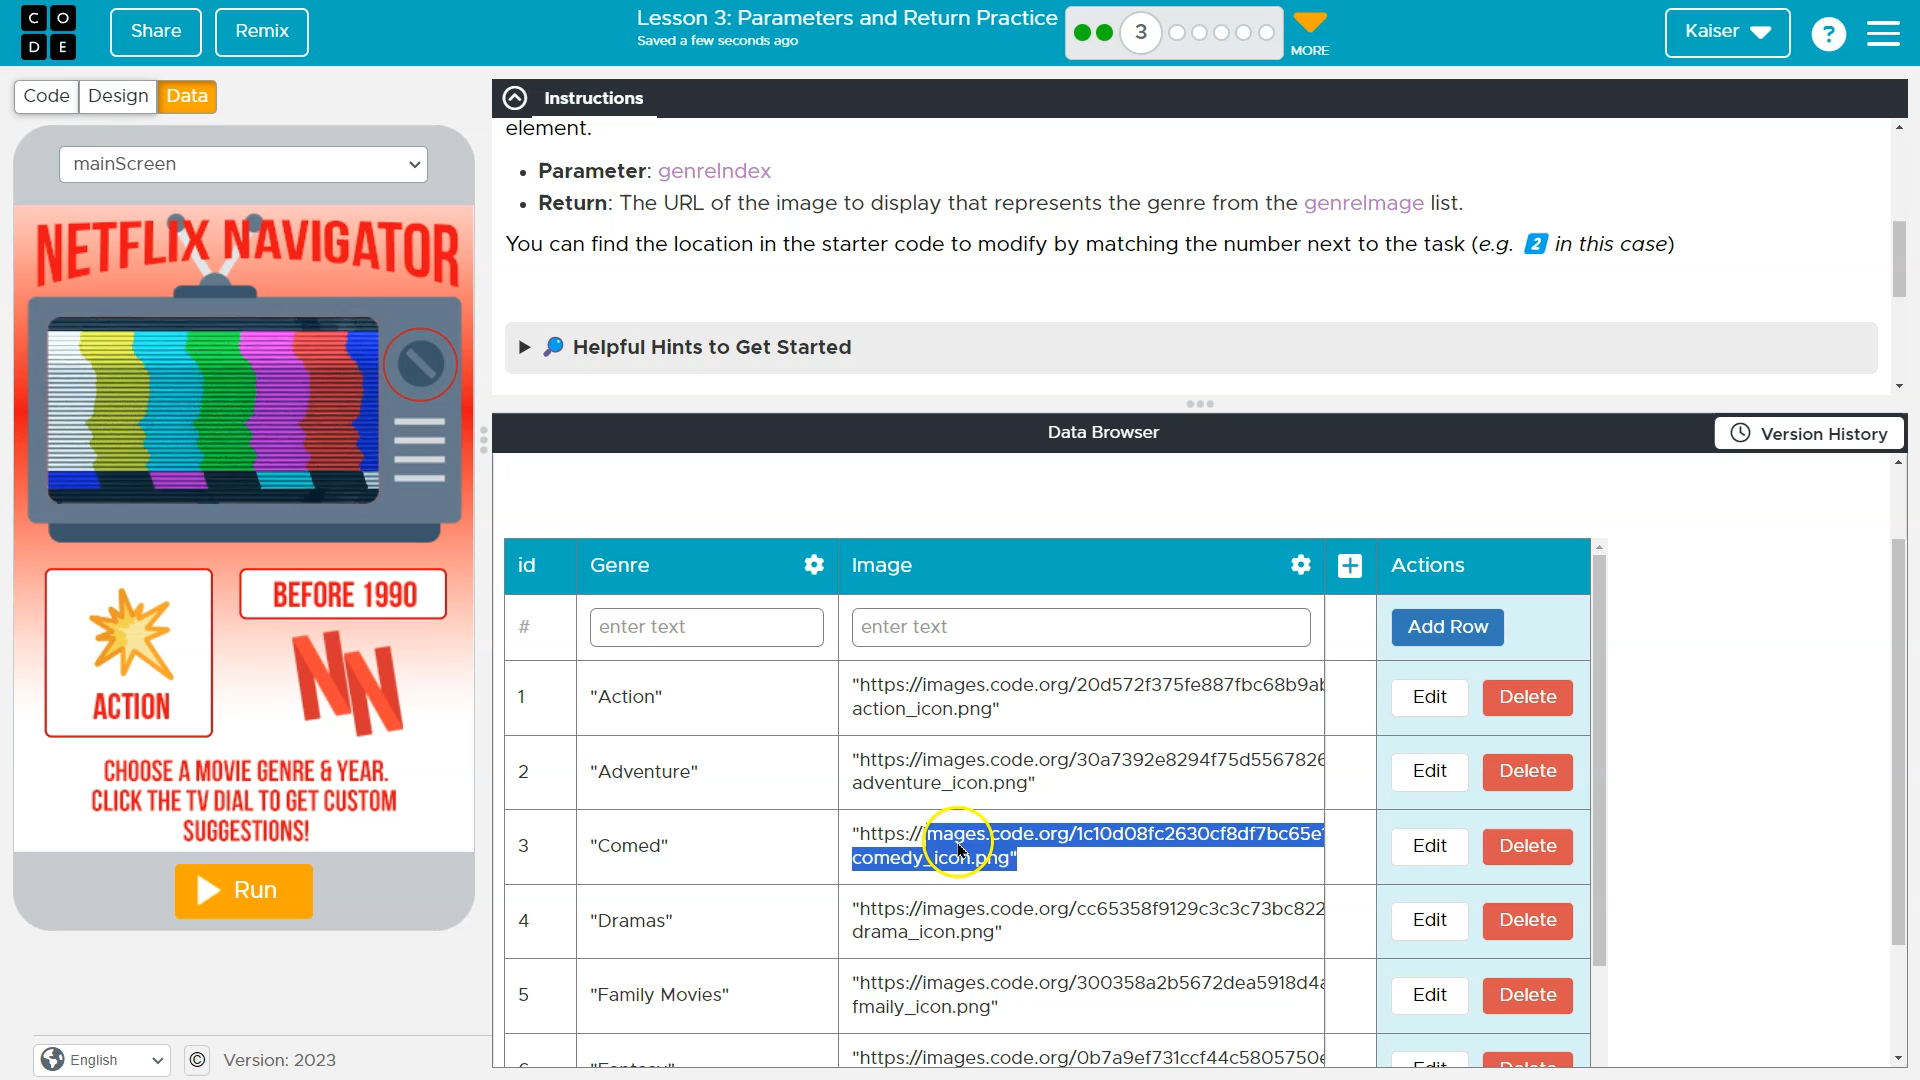 CODE
Share
Remix
Lesson 3: Parameters and Return Practice
Saved a few seconds ago
3
MORE
Kaiser
?
Code
Design
Data
mainScreen
NETFLIX NAVIGATOR
ACTION
BEFORE 1990
NN
CHOOSE A MOVIE GENRE & YEAR.
CLICK THE TV DIAL TO GET CUSTOM
SUGGESTIONS!
Run
English
©
Version: 2023
Instructions
element.
• Parameter: genreIndex
• Return: The URL of the image to display that represents the genre from the genreImage list.
You can find the location in the starter code to modify by matching the number next to the task (e.g. 2 in this case)
Helpful Hints to Get Started
Data Browser
Version History
id Genre Image Actions
# enter text enter text Add Row
1 "Action" "https://images.code.org/20d572f375fe887fbc68b9ab
action_icon.png" Edit Delete
2 "Adventure" "https://images.code.org/30a7392e8294f75d5567826
adventure_icon.png" Edit Delete
3 "Comed" "https://images.code.org/1c10d08fc2630cf8df7bc65e
comedy_icon.png" Edit Delete
4 "Dramas" "https://images.code.org/cc65358f9129c3c3c73bc822
drama_icon.png" Edit Delete
5 "Family Movies" "https://images.code.org/300358a2b5672dea5918d4a
fmaily_icon.png" Edit Delete
"https://images.code.org/0b7a9ef731ccf44c5805750e